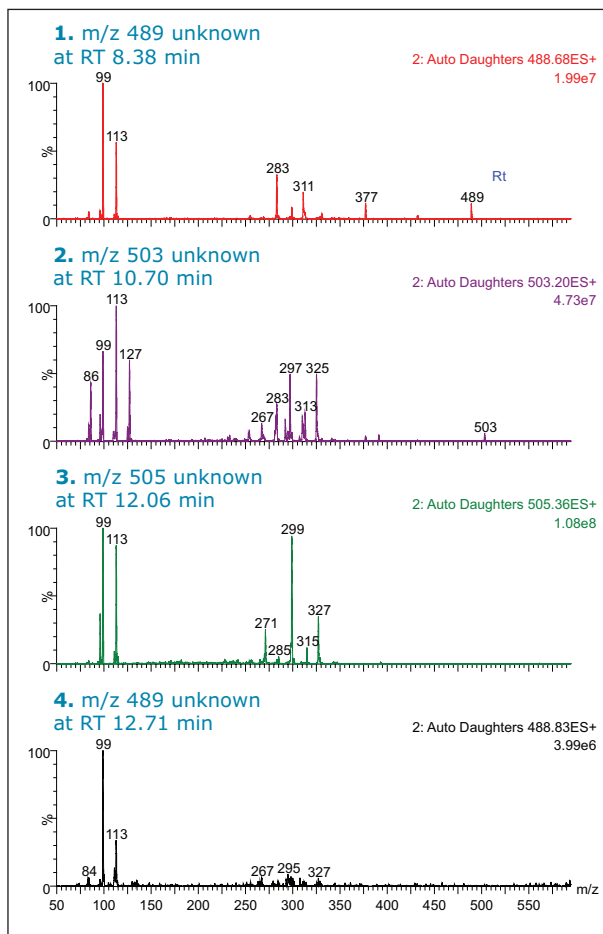 1. m/z 489 unknown
at RT 8.38 min
2: Auto Daughters 488.68ES+
1.99e7
100
%
0
99
113
283
311
377
Rt
489
2. m/z 503 unknown
at RT 10.70 min
2: Auto Daughters 503.20ES+
4.73e7
100
%
0
86
99
113
127
267
283
297
313
325
503
3. m/z 505 unknown
at RT 12.06 min
2: Auto Daughters 505.36ES+
1.08e8
100
%
0
99
113
271
285
299
315
327
4. m/z 489 unknown
at RT 12.71 min
2: Auto Daughters 488.83ES+
3.99e6
100
%
0
84
99
113
267
295
327
50 100 150 200 250 300 350 400 450 500 550 m/z